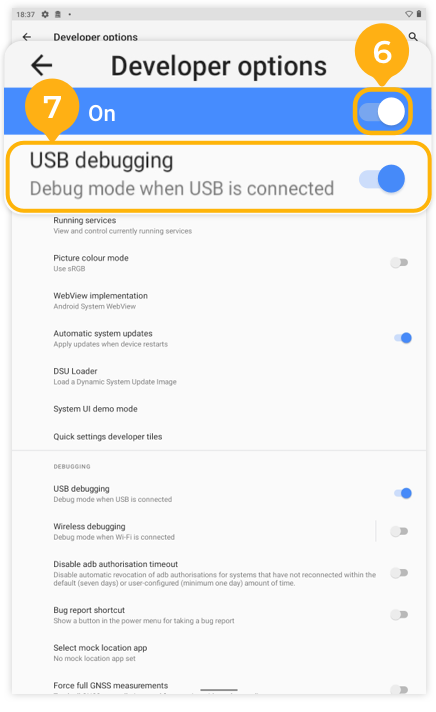 18:37
Developer options
6
Developer options
7
On
USB debugging
Debug mode when USB is connected
Running services
View and control currently running services
Picture colour mode
Use sRGB
WebView implementation
Android System WebView
Automatic system updates
Apply updates when device restarts
DSU Loader
Load a Dynamic System Update Image
System UI demo mode
Quick settings developer tiles
DEBUGGING
USB debugging
Debug mode when USB is connected
Wireless debugging
Debug mode when Wi-Fi is connected
Disable adb authorisation timeout
Disable automatic revocation of adb authorisations for systems that have not reconnected within the
default (seven days) or user-configured (minimum one day) amount of time.
Bug report shortcut
Show a button in the power menu for taking a bug report
Select mock location app
No mock location app set
Force full GNSS measurements